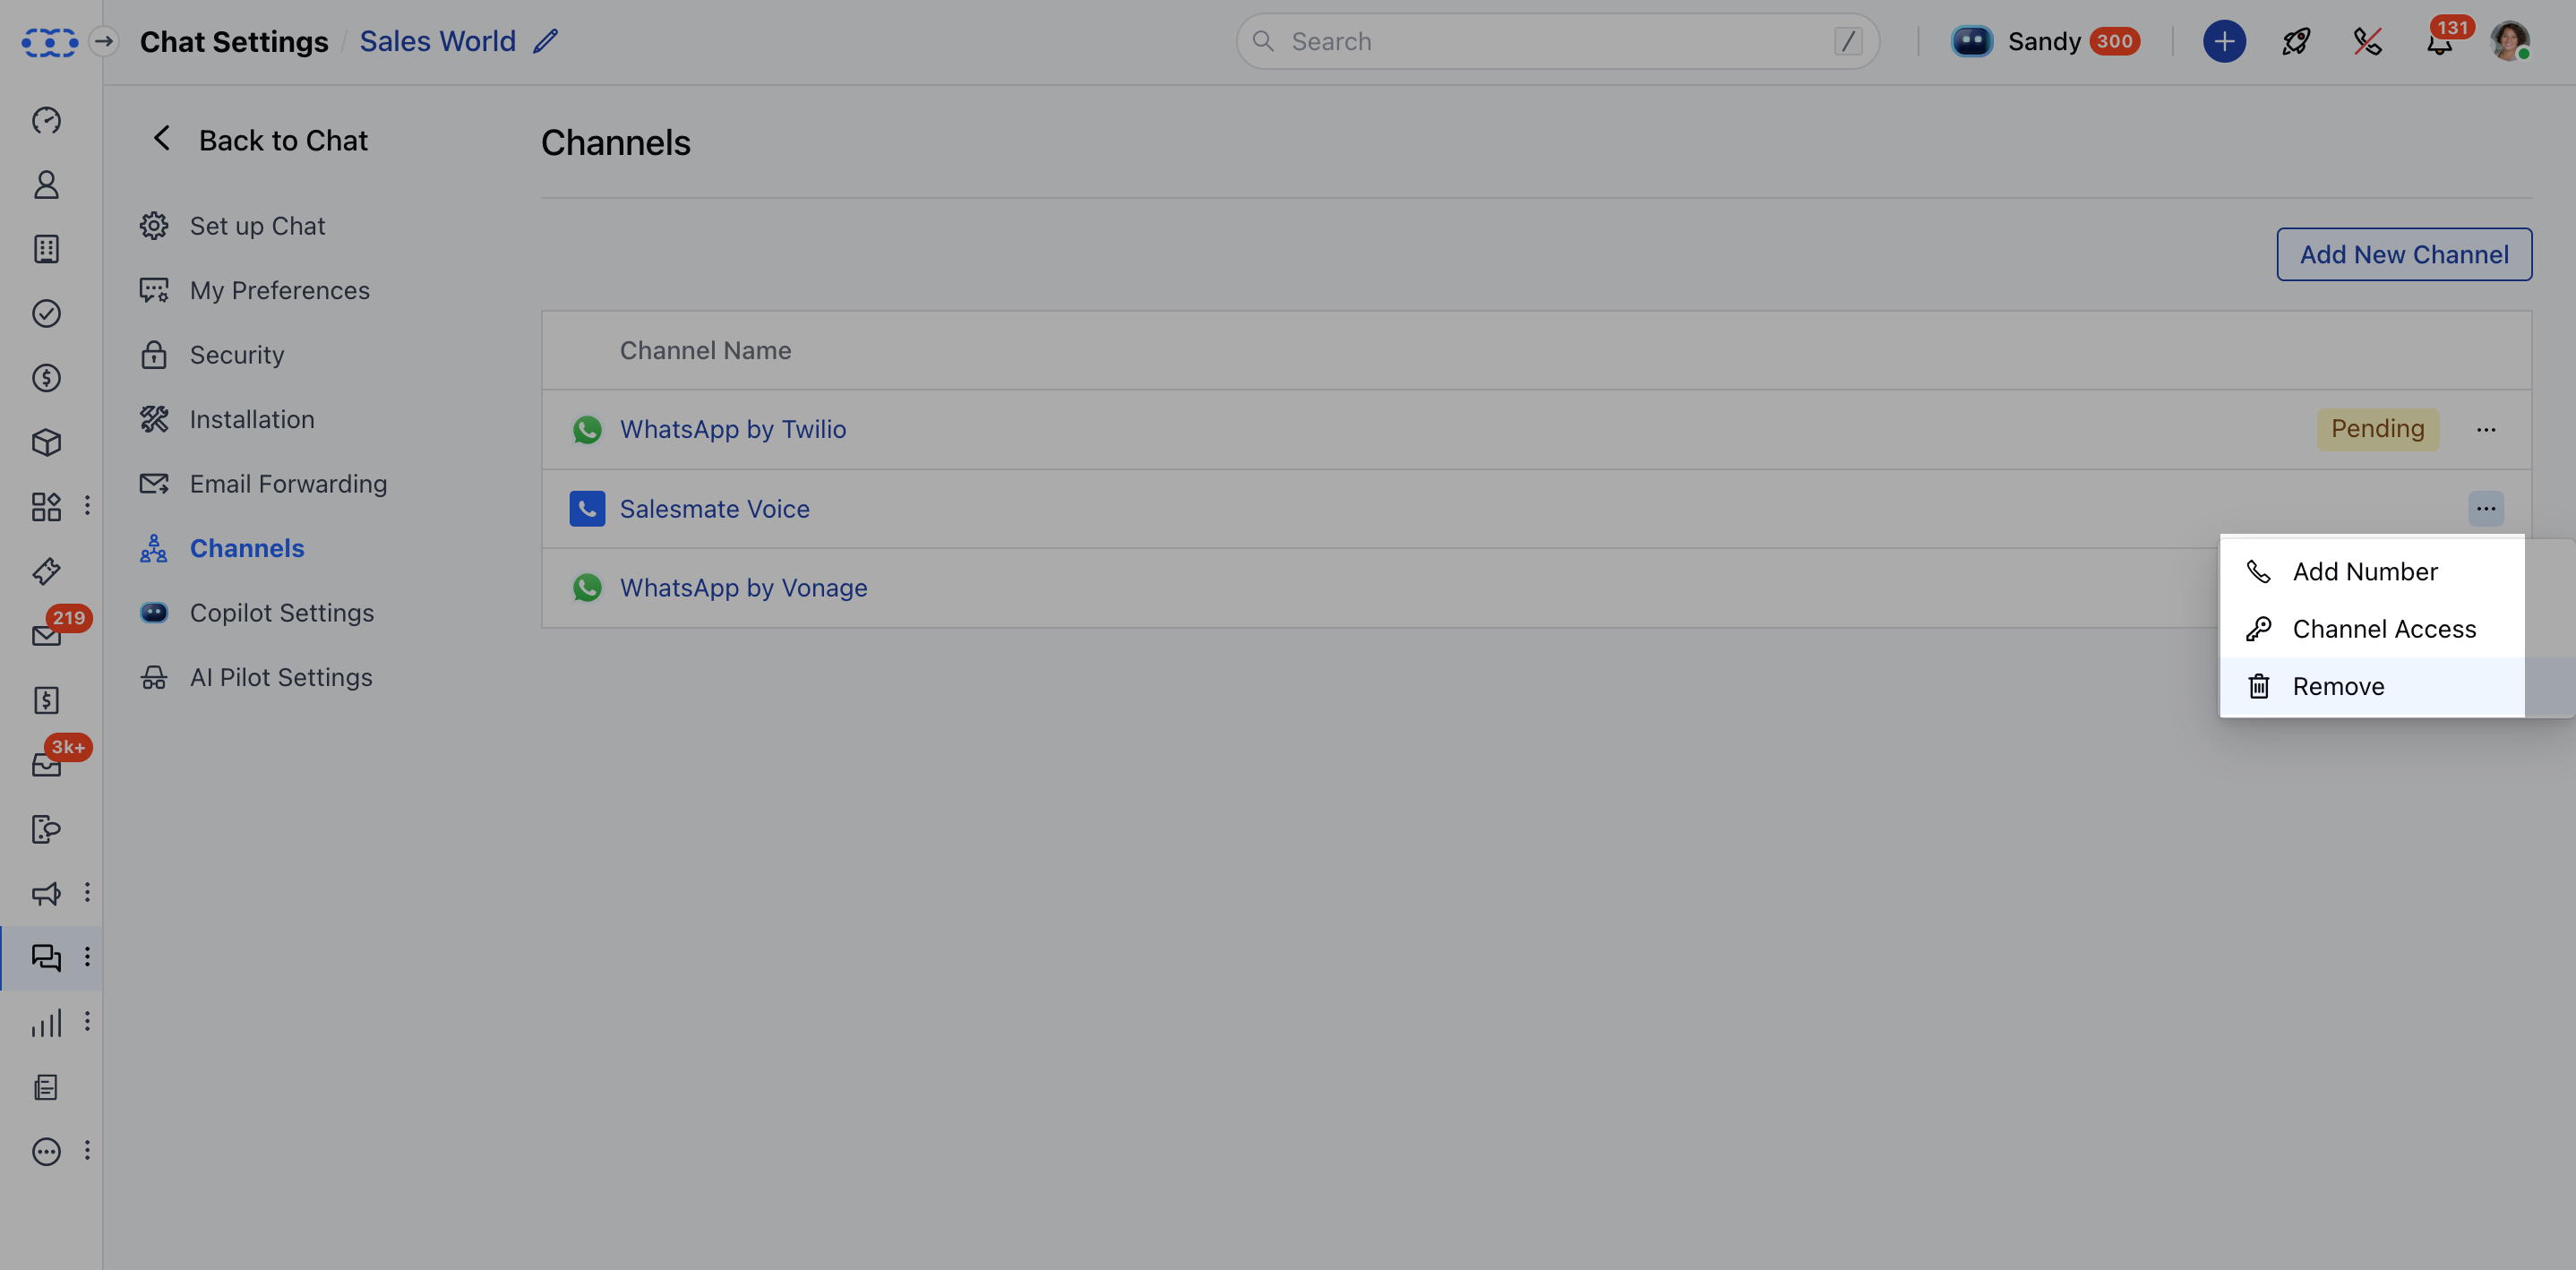 Chat Settings / Sales World
Search /
Sandy 300
131
Back to Chat
Set up Chat
My Preferences
Security
Installation
Email Forwarding
Channels
Copilot Settings
AI Pilot Settings
219
3k+
Channels
Add New Channel
Channel Name
WhatsApp by Twilio
Pending
Salesmate Voice
WhatsApp by Vonage
Add Number
Channel Access
Remove